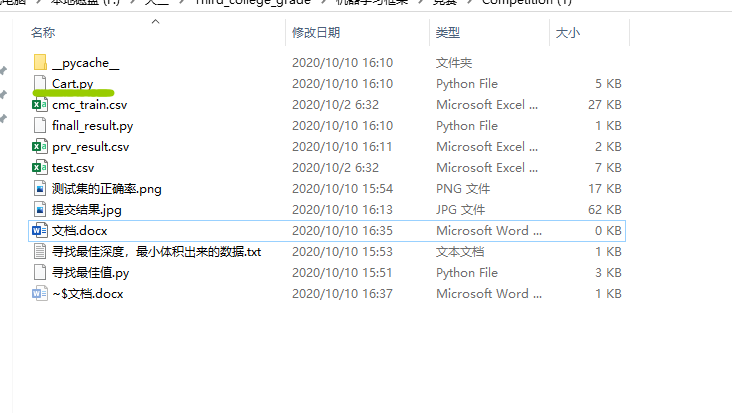 Third_college_grade > 机器学习框架 > 竞赛 > Competition (1)
名称 修改日期 类型 大小
__pycache__ 2020/10/10 16:10 文件夹
Cart.py 2020/10/10 16:10 Python File 5 KB
cmc_train.csv 2020/10/2 6:32 Microsoft Excel ... 27 KB
finall_result.py 2020/10/10 16:10 Python File 1 KB
prv_result.csv 2020/10/10 16:11 Microsoft Excel ... 2 KB
test.csv 2020/10/2 6:32 Microsoft Excel ... 7 KB
测试集的正确率.png 2020/10/10 15:54 PNG 文件 17 KB
提交结果.jpg 2020/10/10 16:13 JPG 文件 62 KB
文档.docx 2020/10/10 16:35 Microsoft Word ... 0 KB
寻找最佳深度，最小体积出来的数据.txt 2020/10/10 15:53 文本文档 1 KB
寻找最佳值.py 2020/10/10 15:51 Python File 3 KB
~$文档.docx 2020/10/10 16:37 Microsoft Word ... 1 KB